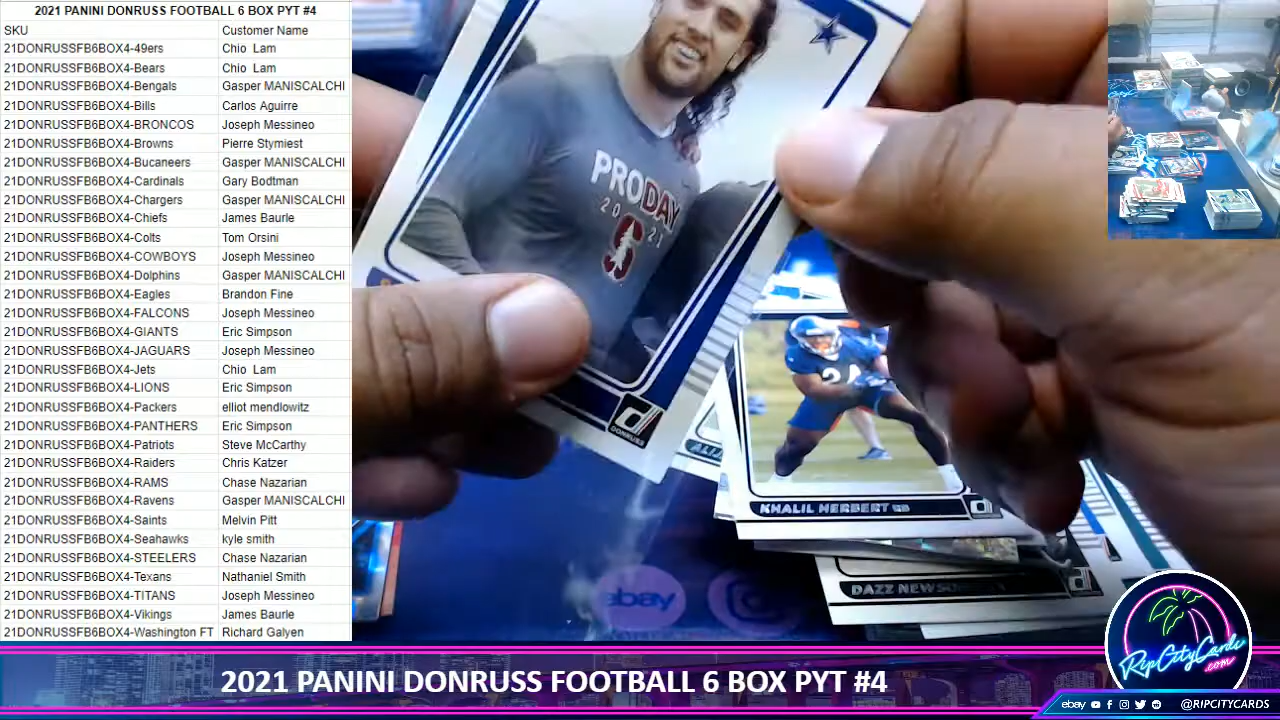 2021 PANINI DONRUSS FOOTBALL 6 BOX PYT #4
SKU Customer Name
21DONRUSSFB6BOX4-49ers Chio Lam
21DONRUSSFB6BOX4-Bears Chio Lam
21DONRUSSFB6BOX4-Bengals Gasper MANISCALCHI
21DONRUSSFB6BOX4-Bills Carlos Aguirre
21DONRUSSFB6BOX4-BRONCOS Joseph Messineo
21DONRUSSFB6BOX4-Browns Pierre Stymiest
21DONRUSSFB6BOX4-Bucaneers Gasper MANISCALCHI
21DONRUSSFB6BOX4-Cardinals Gary Bodtman
21DONRUSSFB6BOX4-Chargers Gasper MANISCALCHI
21DONRUSSFB6BOX4-Chiefs James Baurle
21DONRUSSFB6BOX4-Colts Tom Orsini
21DONRUSSFB6BOX4-COWBOYS Joseph Messineo
21DONRUSSFB6BOX4-Dolphins Gasper MANISCALCHI
21DONRUSSFB6BOX4-Eagles Brandon Fine
21DONRUSSFB6BOX4-FALCONS Joseph Messineo
21DONRUSSFB6BOX4-GIANTS Eric Simpson
21DONRUSSFB6BOX4-JAGUARS Joseph Messineo
21DONRUSSFB6BOX4-Jets Chio Lam
21DONRUSSFB6BOX4-LIONS Eric Simpson
21DONRUSSFB6BOX4-Packers elliot mendlowitz
21DONRUSSFB6BOX4-PANTHERS Eric Simpson
21DONRUSSFB6BOX4-Patriots Steve McCarthy
21DONRUSSFB6BOX4-Raiders Chris Katzer
21DONRUSSFB6BOX4-RAMS Chase Nazarian
21DONRUSSFB6BOX4-Ravens Gasper MANISCALCHI
21DONRUSSFB6BOX4-Saints Melvin Pitt
21DONRUSSFB6BOX4-Seahawks kyle smith
21DONRUSSFB6BOX4-STEELERS Chase Nazarian
21DONRUSSFB6BOX4-Texans Nathaniel Smith
21DONRUSSFB6BOX4-TITANS Joseph Messineo
21DONRUSSFB6BOX4-Vikings James Baurle
21DONRUSSFB6BOX4-Washington FT Richard Galyen
PRODAY
2021
S
DONRUSS
24
KHALIL HERBERT RB
DAZZ
ebay
RipCityCards
.com
2021 PANINI DONRUSS FOOTBALL 6 BOX PYT #4
ebay @RIPCITYCARDS